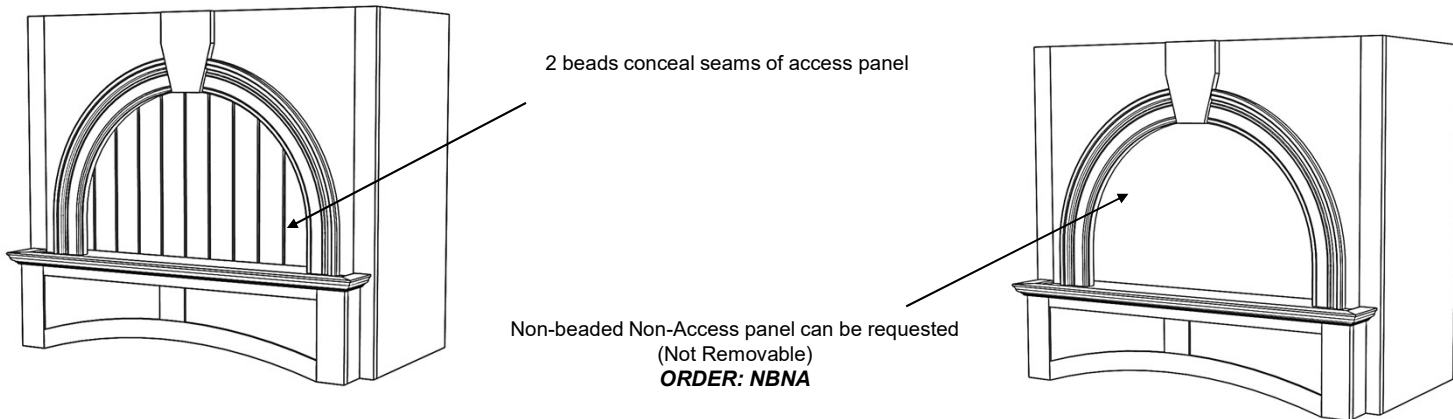 2 beads conceal seams of access panel
Non-beaded Non-Access panel can be requested
(Not Removable)
ORDER: NBNA